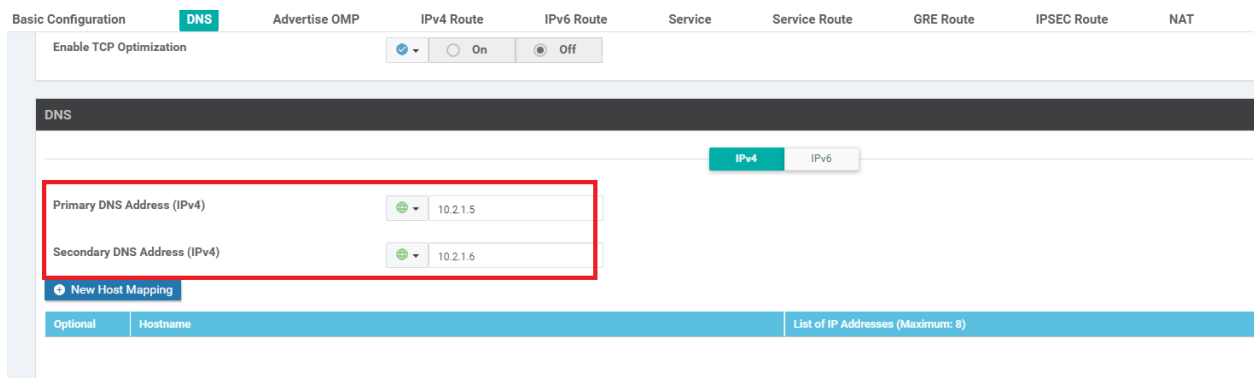 Basic Configuration DNS Advertise OMP IPv4 Route IPv6 Route Service Service Route GRE Route IPSEC Route NAT
Enable TCP Optimization On Off
DNS
IPv4 IPv6
Primary DNS Address (IPv4) 10.2.1.5
Secondary DNS Address (IPv4) 10.2.1.6
New Host Mapping
Optional Hostname List of IP Addresses (Maximum: 8)